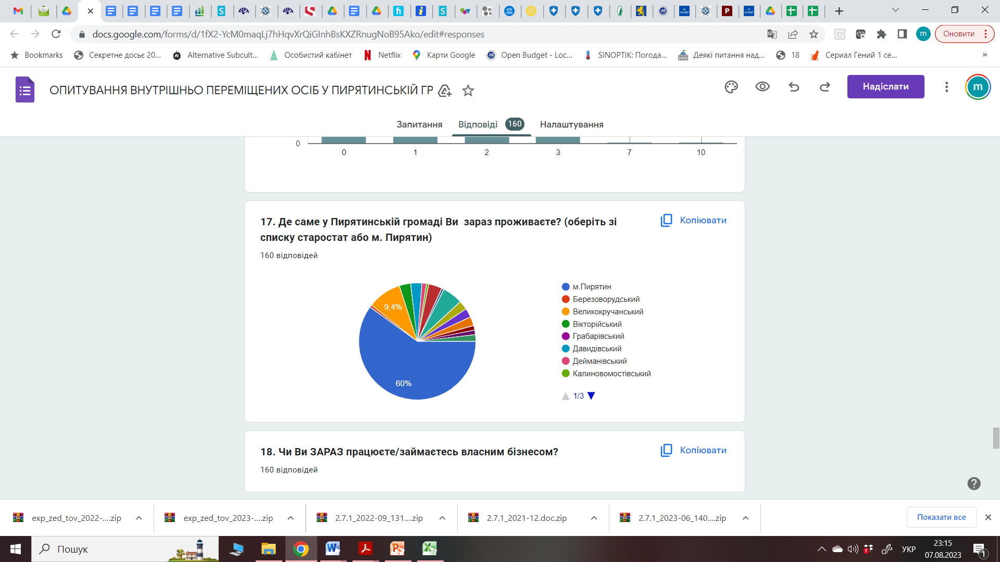 docs.google.com/forms/d/1fX2-YcM0maqLj7hHqvXrQiGInhBsKXZRnugNoB95Ako/edit#responses
m
Оновити
Bookmarks
Секретне досьє 20...
Alternative Subcult...
Особистий кабінет
Netflix
Карти Google
Open Budget - Loc...
SINOPTIK: Погода...
Деякі питання над...
18
Сериал Гений 1 се...
»
ОПИТУВАННЯ ВНУТРІШНЬО ПЕРЕМІЩЕНИХ ОСІБ У ПИРЯТИНСЬКІЙ ГР
Надіслати
m
Запитання
Відповіді 160
Налаштування
0
0 1 2 3 7 10
17. Де саме у Пирятинській громаді Ви зараз проживаєте? (оберіть зі
списку старостат або м. Пирятин)
Копіювати
160 відповідей
9,4%
60%
м.Пирятин
Березоворудський
Великокручанський
Вікторійський
Грабарівський
Давидівський
Дейманівський
Калиновомостівський
1/3
18. Чи Ви ЗАРАЗ працюєте/займаєтесь власним бізнесом?
Копіювати
160 відповідей
exp_zed_tov_2022-....zip
exp_zed_tov_2023-....zip
2.7.1_2022-09_131....zip
2.7.1_2021-12.doc.zip
2.7.1_2023-06_140....zip
Показати все
Пошук
УКР
23:15
07.08.2023
1